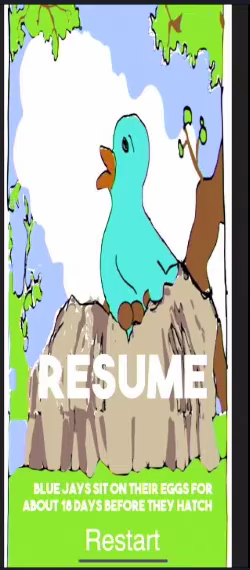 RESUME
BLUE JAYS SIT ON THEIR EGGS FOR
ABOUT 18 DAYS BEFORE THEY HATCH
Restart